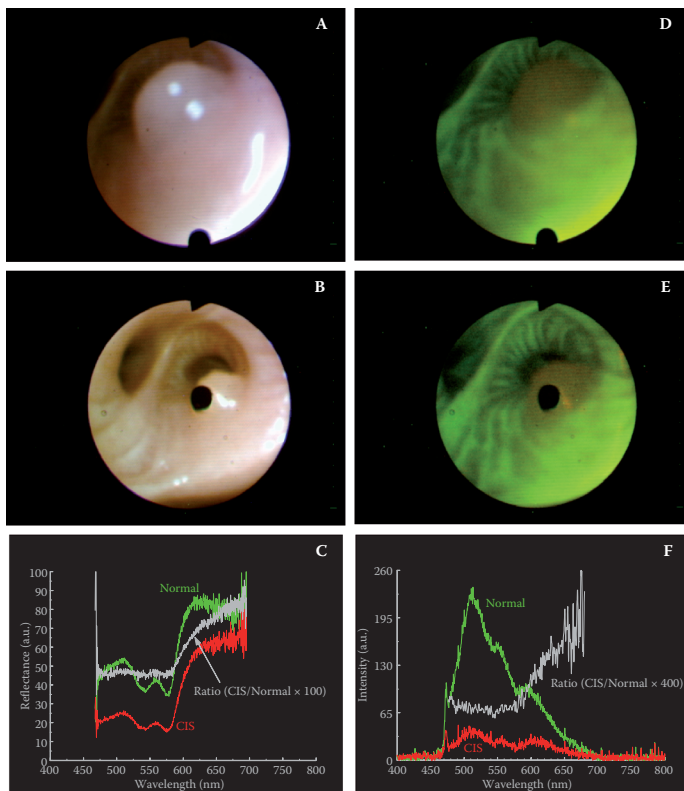 A
D
B
E
C
100
90
80
70
60
50
40
30
20
10
0
Reflectance (a.u.)
Normal
Ratio (CIS/Normal × 100)
CIS
400 450 500 550 600 650 700 750 800
Wavelength (nm)
F
260
195
130
65
0
Intensity (a.u.)
Normal
Ratio (CIS/Normal × 400)
CIS
400 450 500 550 600 650 700 750 800
Wavelength (nm)